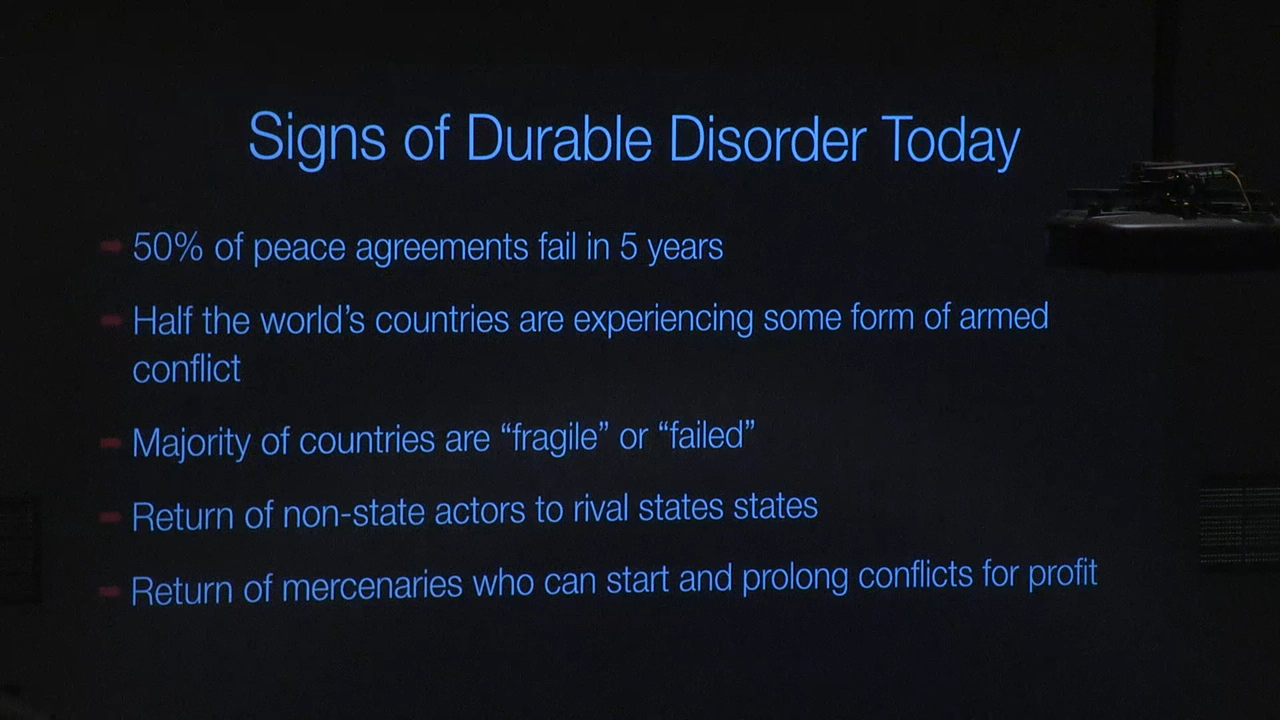 Signs of Durable Disorder Today
50% of peace agreements fail in 5 years
Half the world's countries are experiencing some form of armed
conflict
Majority of countries are “fragile” or “failed”
Return of non-state actors to rival states states
Return of mercenaries who can start and prolong conflicts for profit